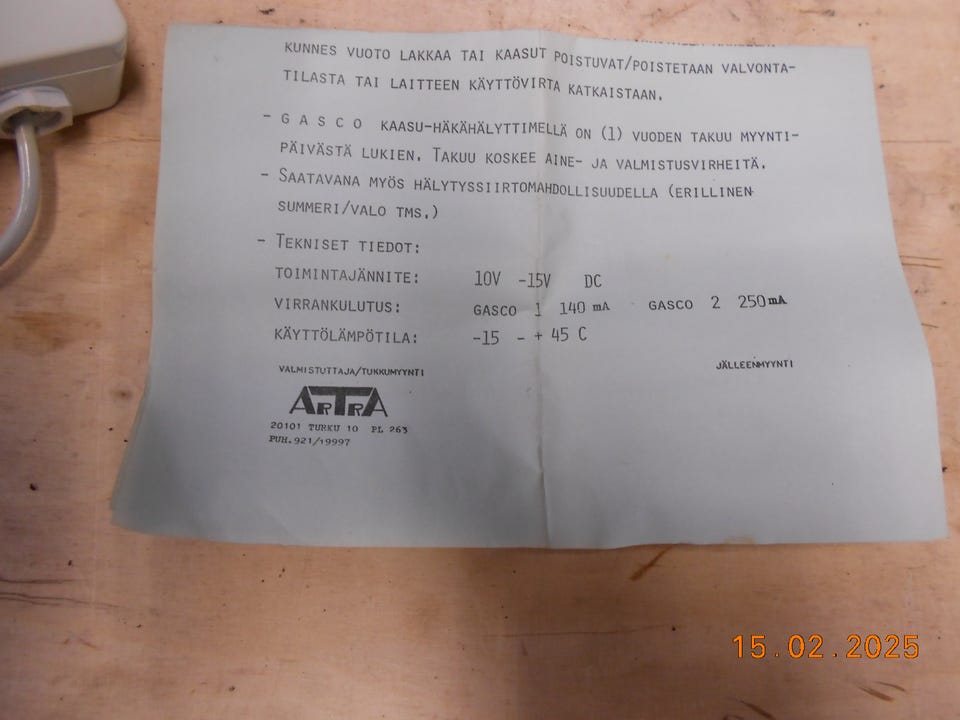 KUNNES VUOTO LAKKAA TAI KAASUT POISTUVAT/POISTETAAN VALVONTA-
TILASTA TAI LAITTEEN KÄYTTÖVIRTA KATKAISTAAN.
- G A S C O KAASU-HÄKÄHÄLYTTIMELLÄ ON (1) VUODEN TAKUU MYYNTI-
PÄIVÄSTÄ LUKIEN. TAKUU KOSKEE AINE- JA VALMISTUSVIRHEITÄ.
- SAATAVANA MYÖS HÄLYTYSSIIRTOMAHDOLLISUUDELLA (ERILLINEN
SUMMERI/VALO TMS.)
- TEKNISET TIEDOT:
TOIMINTAJÄNNITE: 10V -15V DC
VIRRANKULUTUS: GASCO 1 140 mA GASCO 2 250mA
KÄYTTÖLÄMPÖTILA: -15 - + 45 C
VALMISTUTTAJA/TUKKUMYYNTI JÄLLEENMYYNTI
ARTRA
20101 TURKU 10 PL 263
PUH.921/19997
15.02.2025